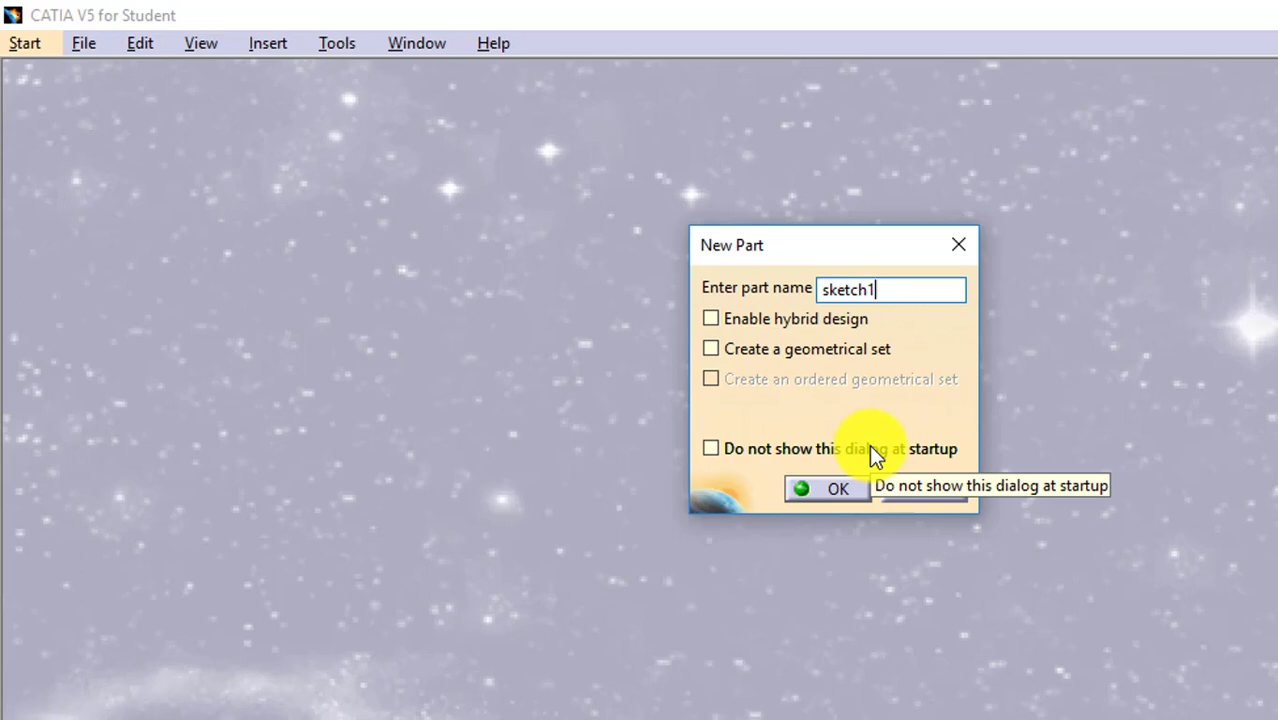 CATIA V5 for Student
Start File Edit View Insert Tools Window Help
New Part
Enter part name sketch1
Enable hybrid design
Create a geometrical set
Create an ordered geometrical set
Do not show this dialog at startup
OK
Do not show this dialog at startup